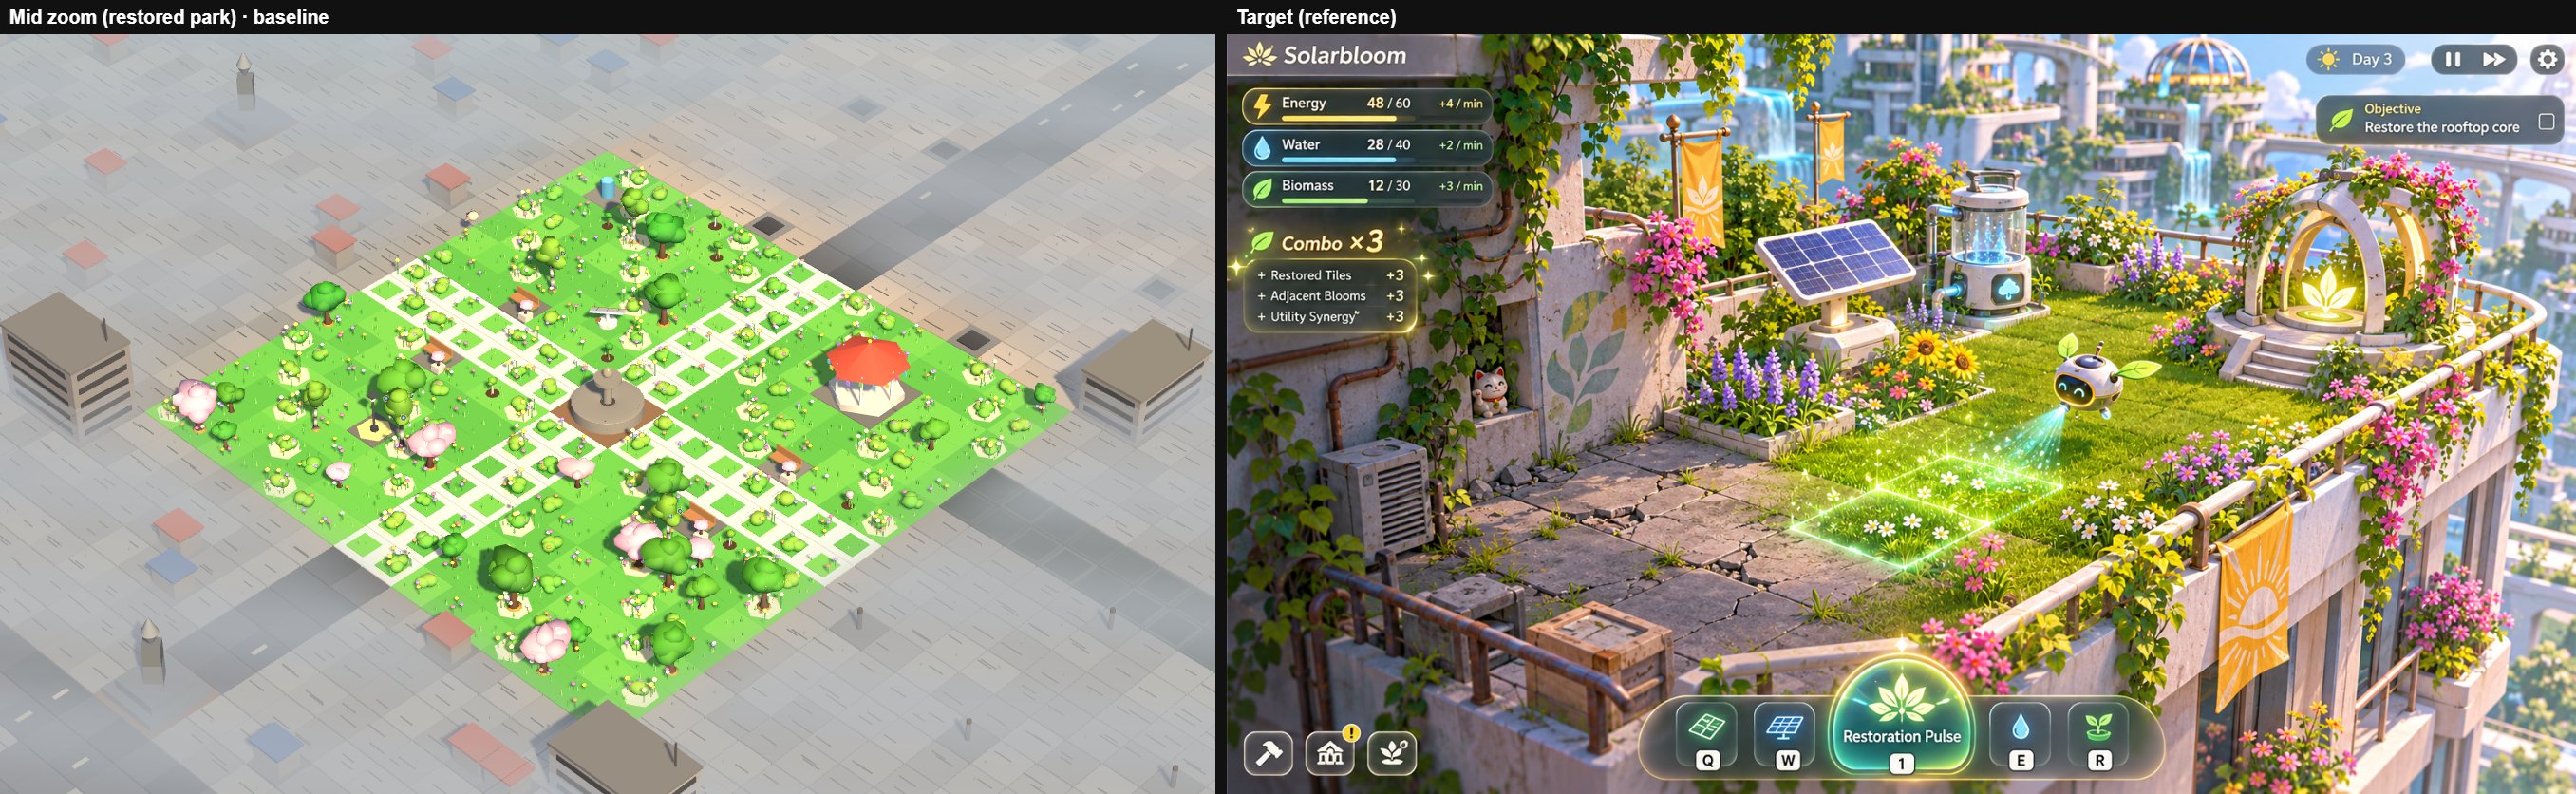 Mid zoom (restored park) · baseline
Target (reference)
Solarbloom
Day 3
Energy 48 / 60 +4 / min
Water 28 / 40 +2 / min
Biomass 12 / 30 +3 / min
Objective
Restore the rooftop core
Combo ×3
+ Restored Tiles +3
+ Adjacent Blooms +3
+ Utility Synergy +3
!
Restoration Pulse
Q
W
1
E
R